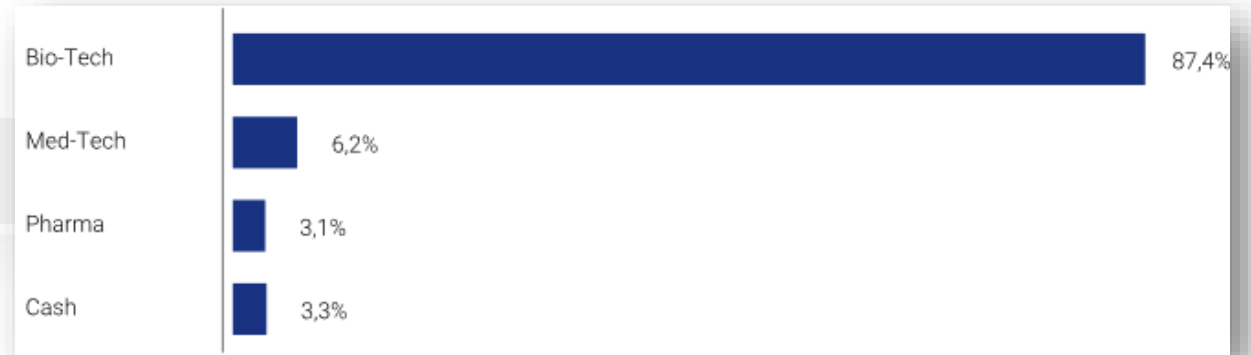 Bio-Tech 87,4%
Med-Tech 6,2%
Pharma 3,1%
Cash 3,3%